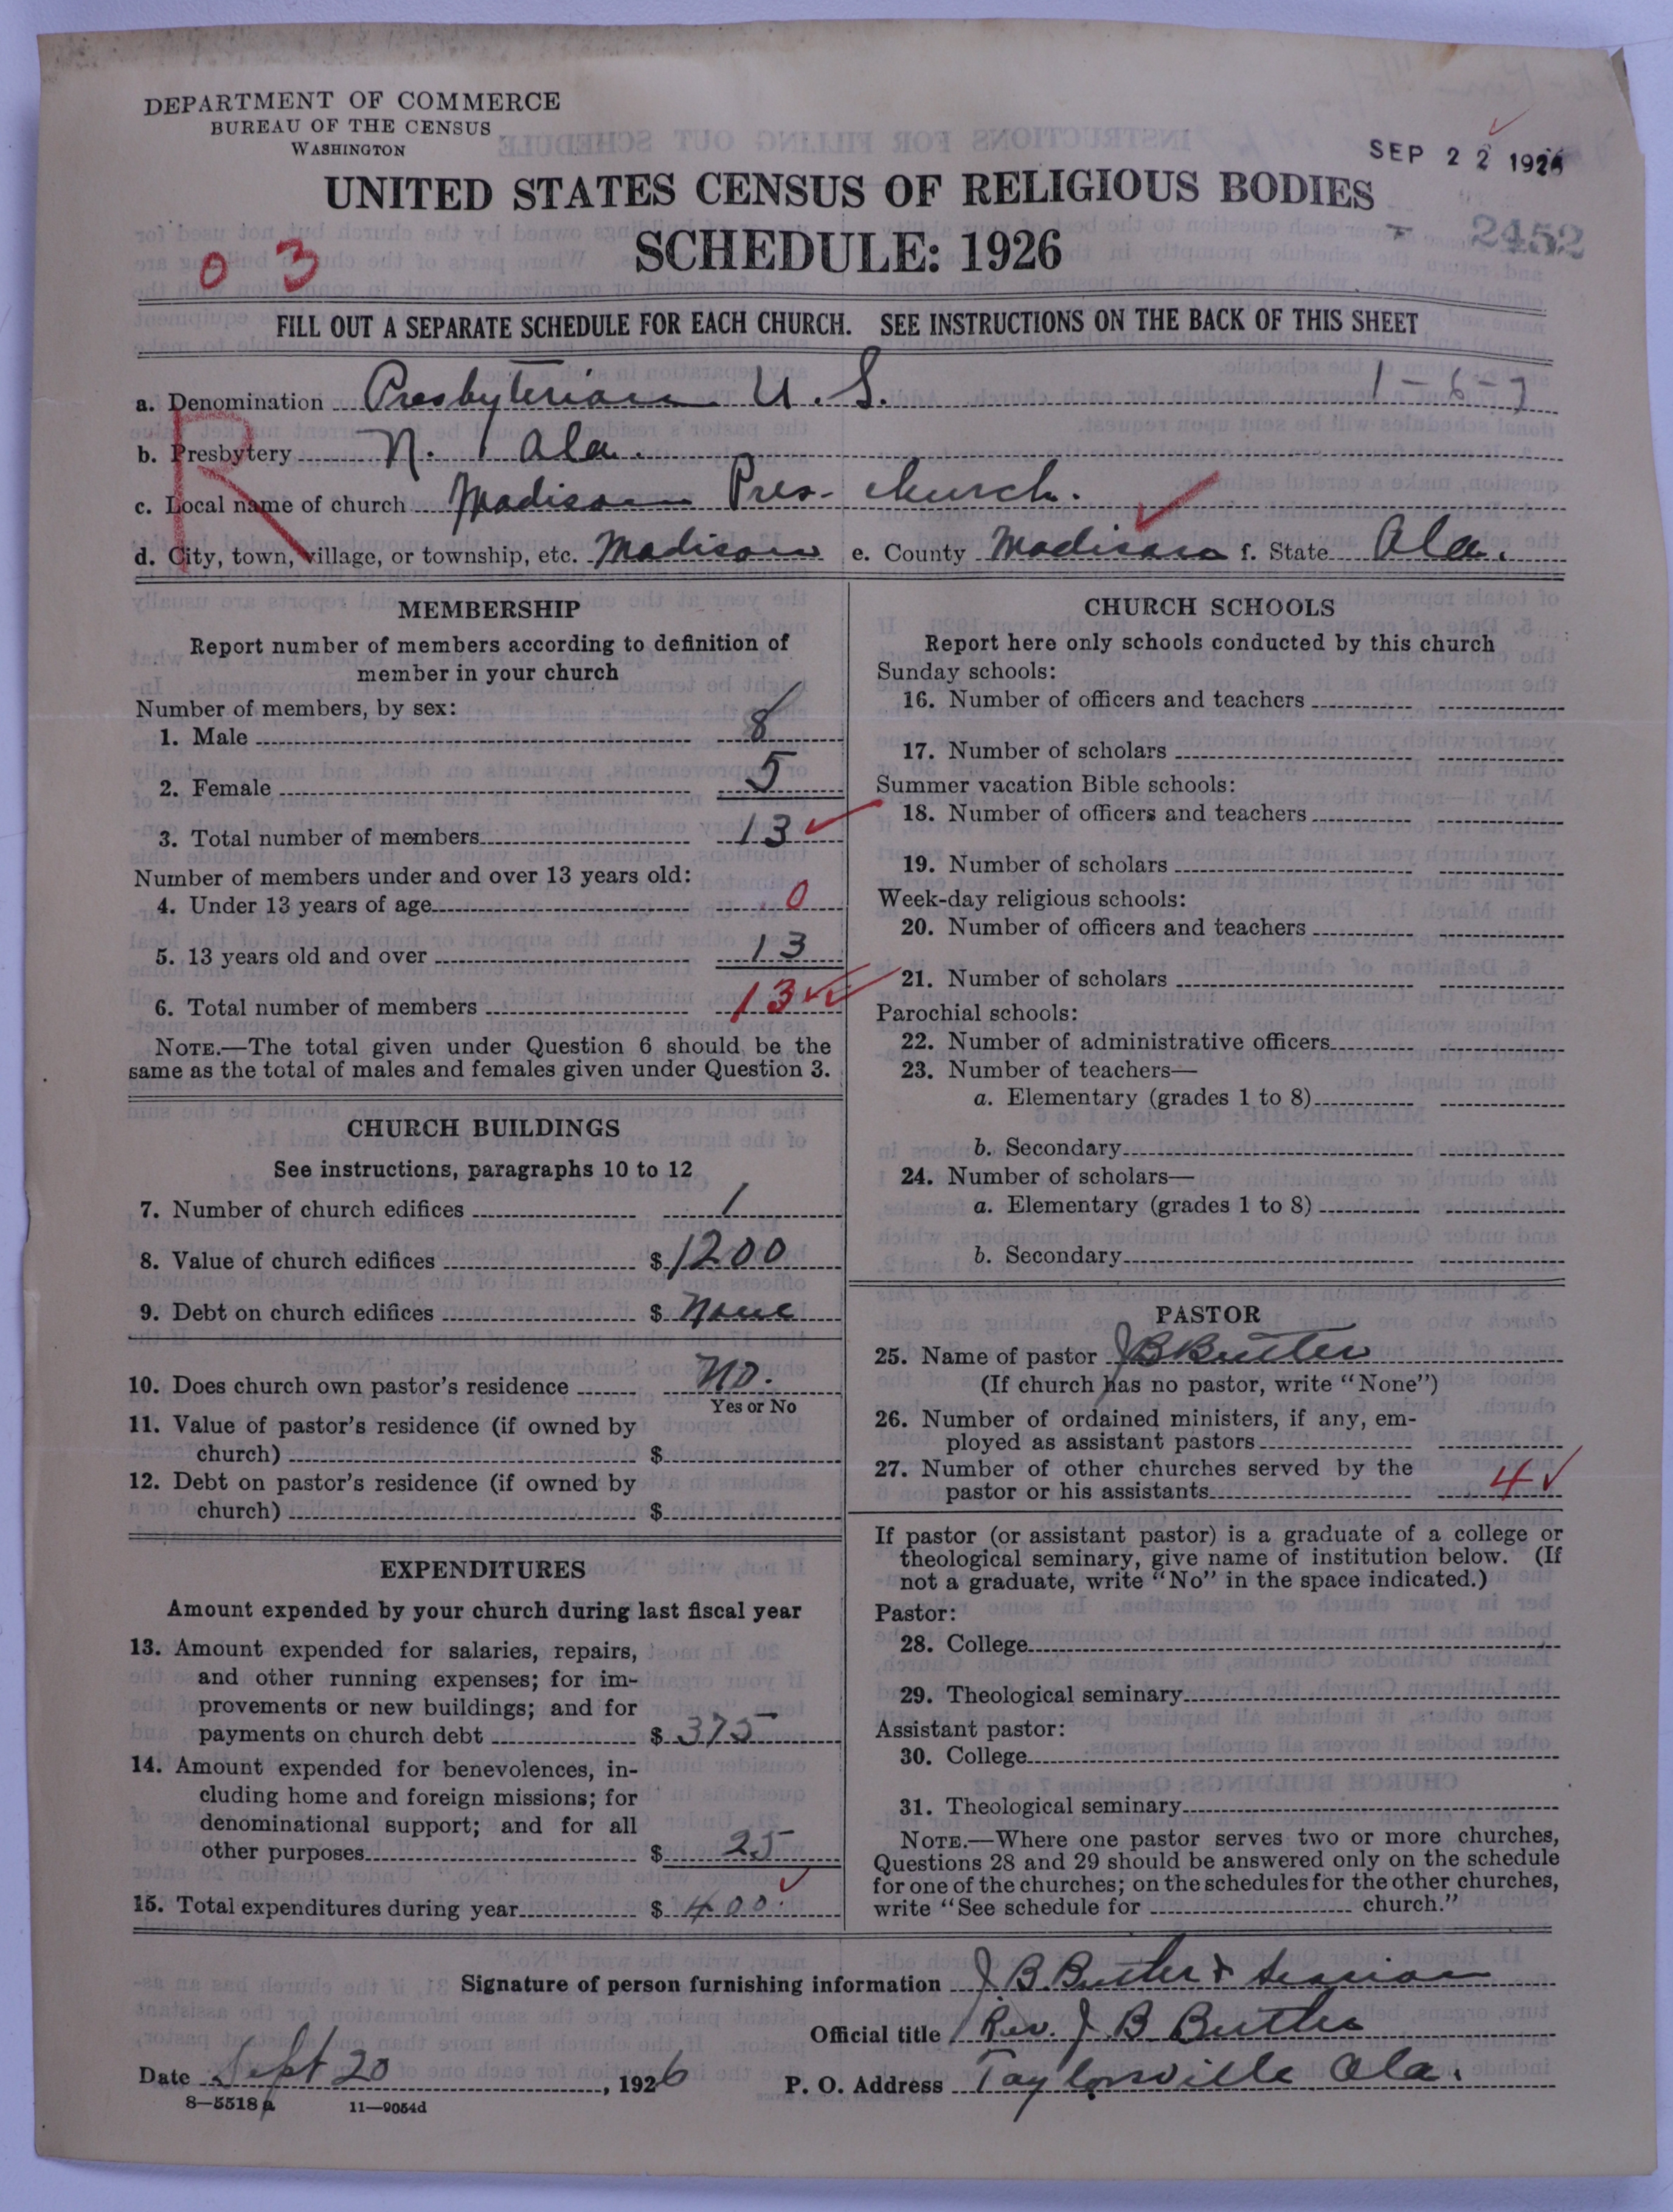 DEPARTMENT OF COMMERCE
BUREAU OF THE CENSUS
WASHINGTON
SEP 22 1926
UNITED STATES CENSUS OF RELIGIOUS BODIES
2452
SCHEDULE: 1926
03
FILL OUT A SEPARATE SCHEDULE FOR EACH CHURCH. SEE INSTRUCTIONS ON THE BACK OF THIS SHEET
a. Denomination Presbyterian U.S. 1-6-7
b. Presbytery N. Ala.
R
c. Local name of church Madison Pres. church.
d. City, town, village, or township, etc. Madison e. County Madison f. State Ala.
MEMBERSHIP
Report number of members according to definition of
member in your church
Number of members, by sex:
1. Male 8
2. Female 5
3. Total number of members 13
Number of members under and over 13 years old:
4. Under 13 years of age 0
5. 13 years old and over 13
6. Total number of members 13
NOTE.—The total given under Question 6 should be the
same as the total of males and females given under Question 3.
CHURCH BUILDINGS
See instructions, paragraphs 10 to 12
7. Number of church edifices 1
8. Value of church edifices $ 1200
9. Debt on church edifices $ None
10. Does church own pastor's residence No.
Yes or No
11. Value of pastor's residence (if owned by
church) $
12. Debt on pastor's residence (if owned by
church) $
EXPENDITURES
Amount expended by your church during last fiscal year
13. Amount expended for salaries, repairs,
and other running expenses; for im-
provements or new buildings; and for
payments on church debt $ 375
14. Amount expended for benevolences, in-
cluding home and foreign missions; for
denominational support; and for all
other purposes $ 25
15. Total expenditures during year $ 400
CHURCH SCHOOLS
Report here only schools conducted by this church
Sunday schools:
16. Number of officers and teachers
17. Number of scholars
Summer vacation Bible schools:
18. Number of officers and teachers
19. Number of scholars
Week-day religious schools:
20. Number of officers and teachers
21. Number of scholars
Parochial schools:
22. Number of administrative officers
23. Number of teachers—
a. Elementary (grades 1 to 8)
b. Secondary
24. Number of scholars—
a. Elementary (grades 1 to 8)
b. Secondary
PASTOR
25. Name of pastor J B Butler
(If church has no pastor, write "None")
26. Number of ordained ministers, if any, em-
ployed as assistant pastors
27. Number of other churches served by the
pastor or his assistants 4
If pastor (or assistant pastor) is a graduate of a college or
theological seminary, give name of institution below. (If
not a graduate, write "No" in the space indicated.)
Pastor:
28. College
29. Theological seminary
Assistant pastor:
30. College
31. Theological seminary
NOTE.—Where one pastor serves two or more churches,
Questions 28 and 29 should be answered only on the schedule
for one of the churches; on the schedules for the other churches,
write "See schedule for church."
Signature of person furnishing information J. B. Butler & Session
Official title Rev. J. B Butler
Date Sept 20, 1926 P. O. Address Taylorsville Ala.
8—5518 a 11—9054d